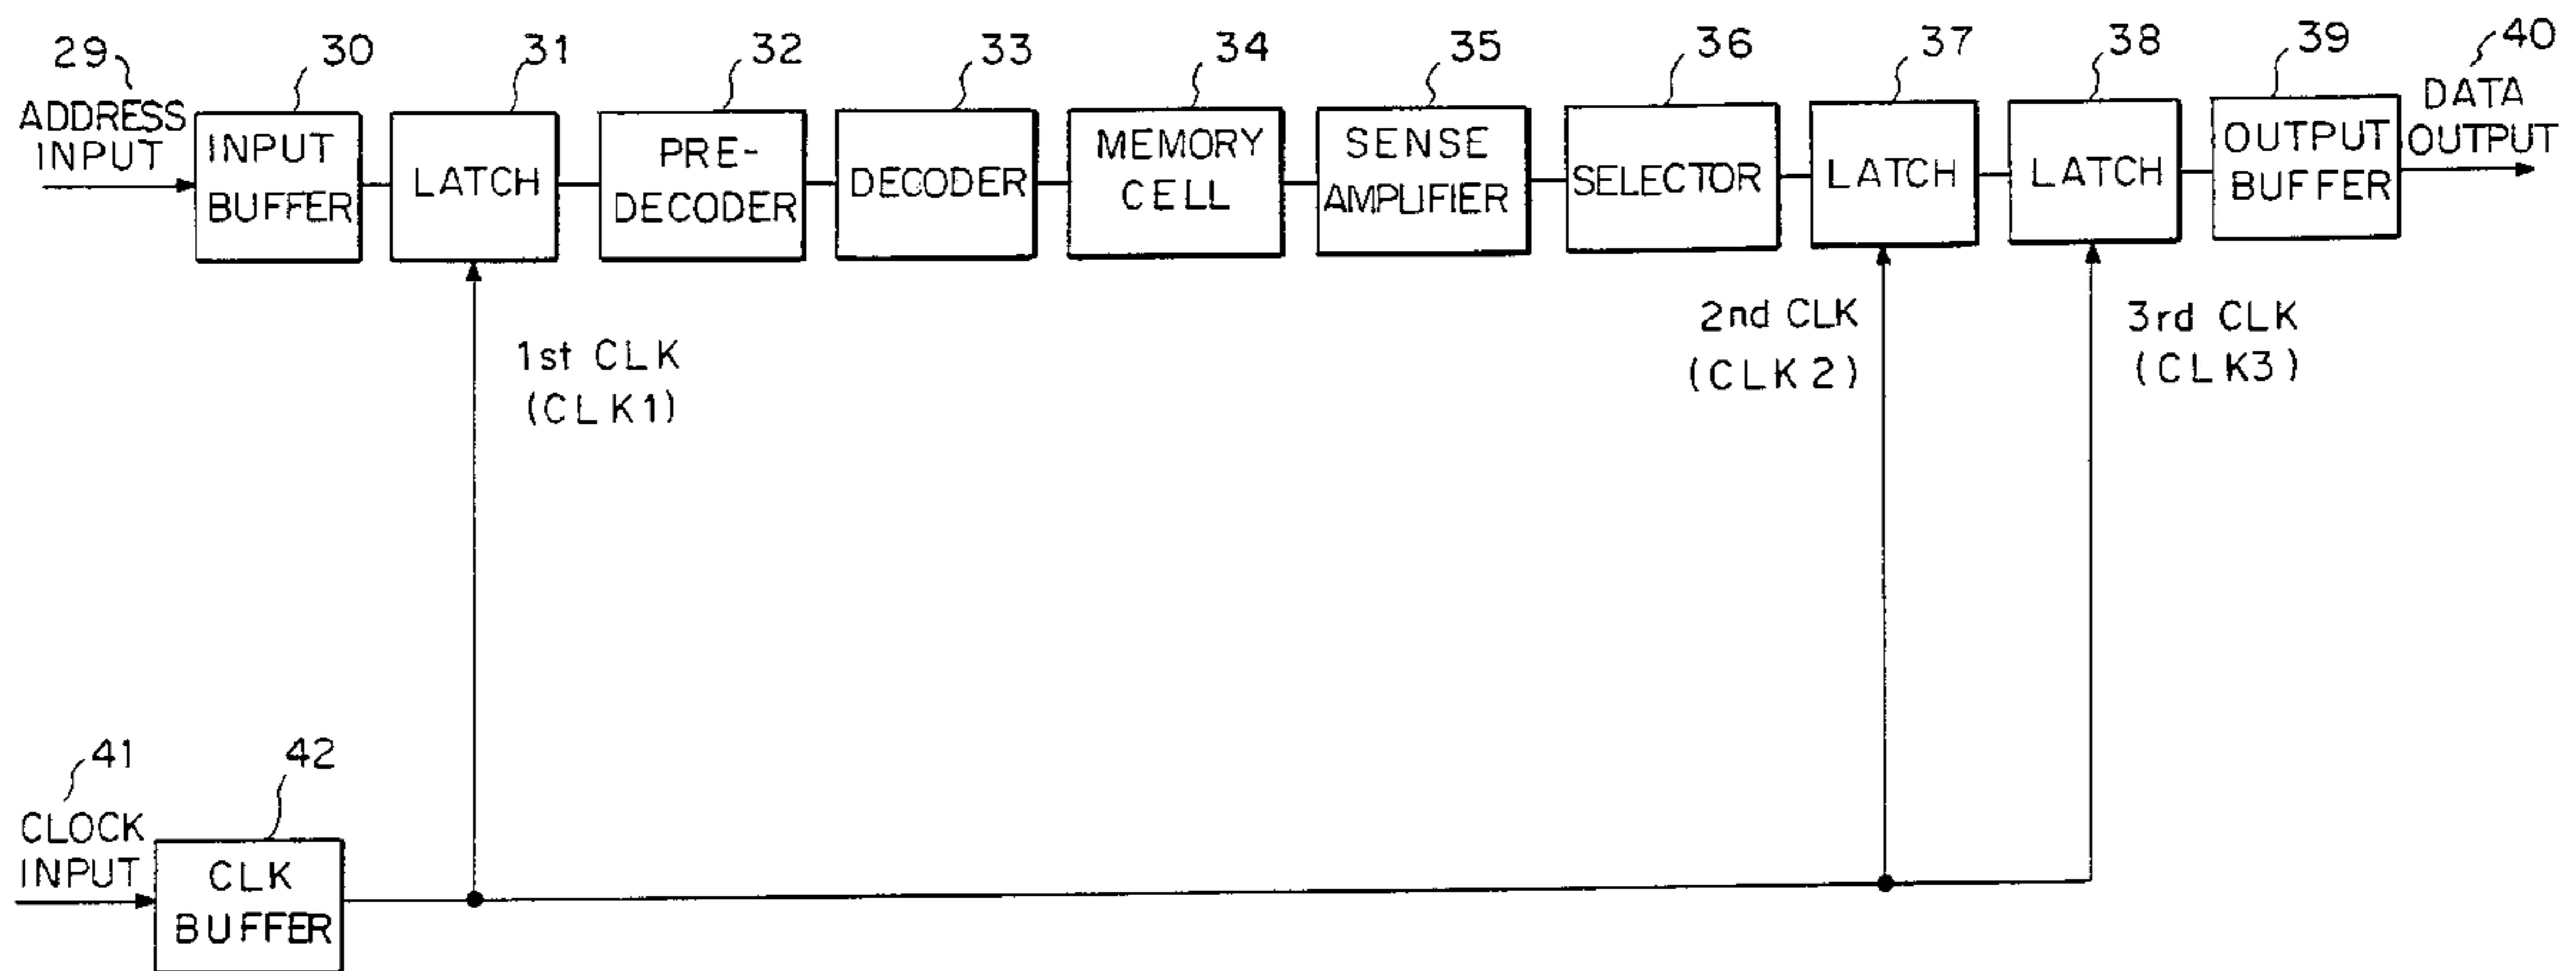 29
ADDRESS
INPUT
30
INPUT
BUFFER
31
LATCH
32
PRE-
DECODER
33
DECODER
34
MEMORY
CELL
35
SENSE
AMPLIFIER
36
SELECTOR
37
LATCH
38
LATCH
39
OUTPUT
BUFFER
40
DATA
OUTPUT
1st CLK
(CLK1)
2nd CLK
(CLK2)
3rd CLK
(CLK3)
41
CLOCK
INPUT
42
CLK
BUFFER